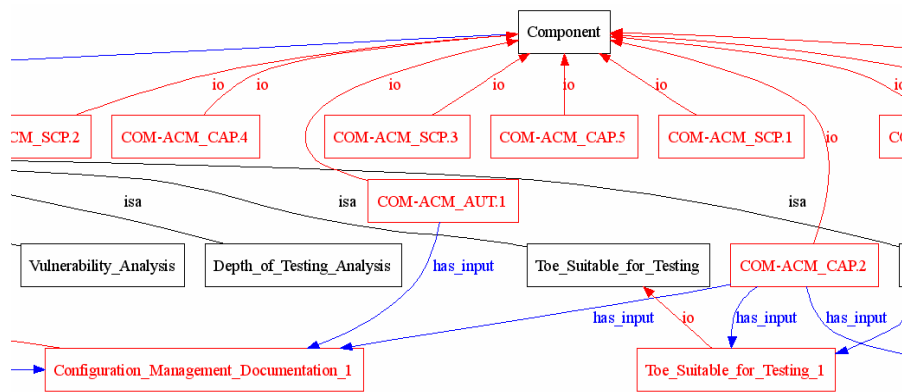 Component
io
io
io
io
io
io
io
CM_SCP.2
COM-ACM_CAP.4
COM-ACM_SCP.3
COM-ACM_CAP.5
COM-ACM_SCP.1
CO
io
isa
isa
COM-ACM_AUT.1
isa
Vulnerability_Analysis
Depth_of_Testing_Analysis
has_input
Toe_Suitable_for_Testing
COM-ACM_CAP.2
has_input
io
has_input
has_input
Configuration_Management_Documentation_1
Toe_Suitable_for_Testing_1